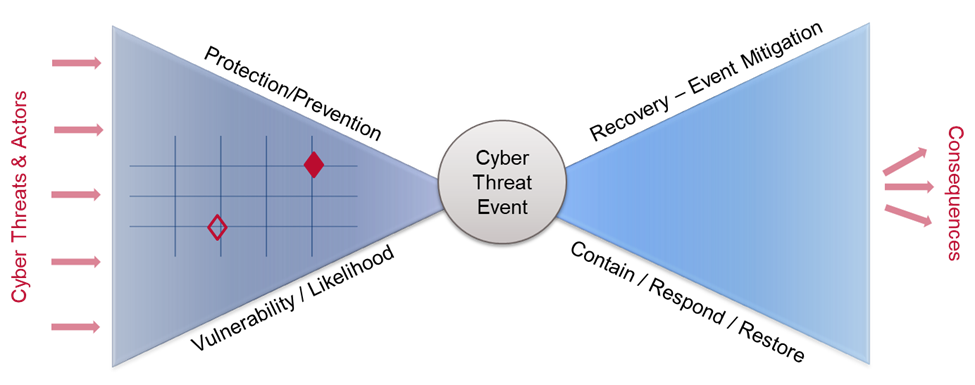 Cyber Threats & Actors
Protection/Prevention
Vulnerability / Likelihood
Cyber
Threat
Event
Recovery – Event Mitigation
Contain / Respond / Restore
Consequences